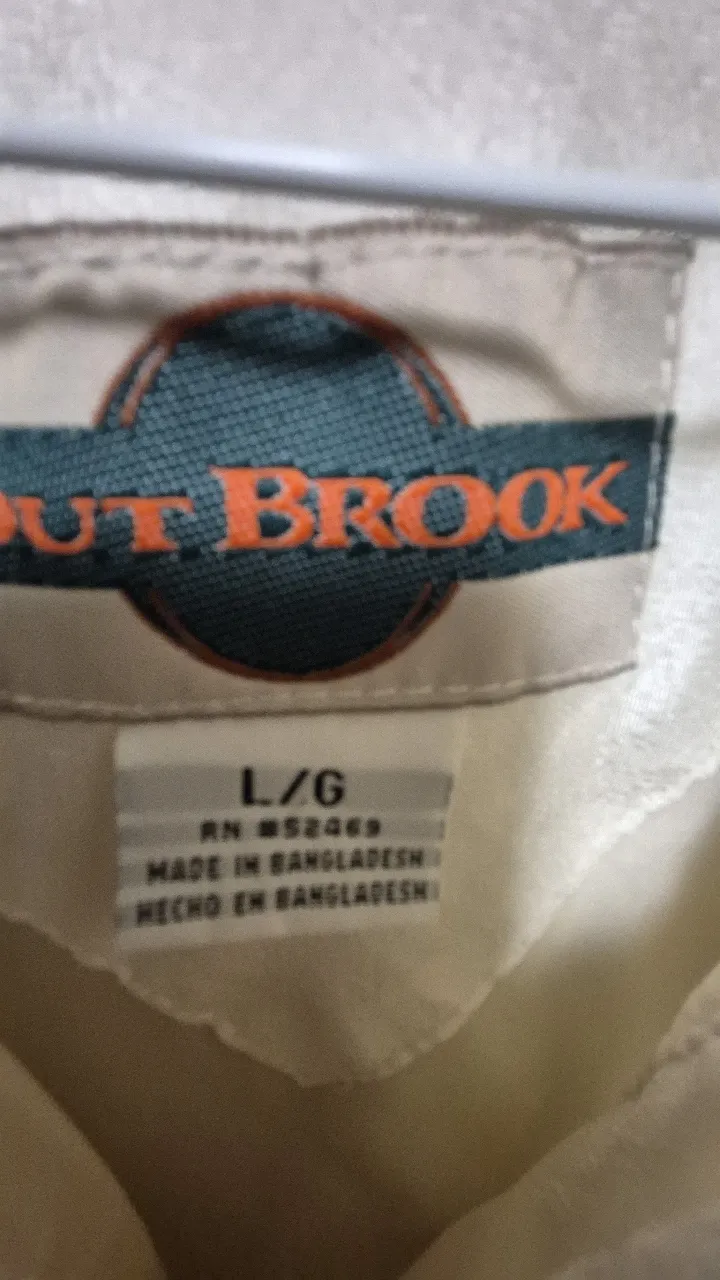 OUT BROOK
L/G
RN #52469
MADE IN BANGLADESH
HECHO EN BANGLADESH